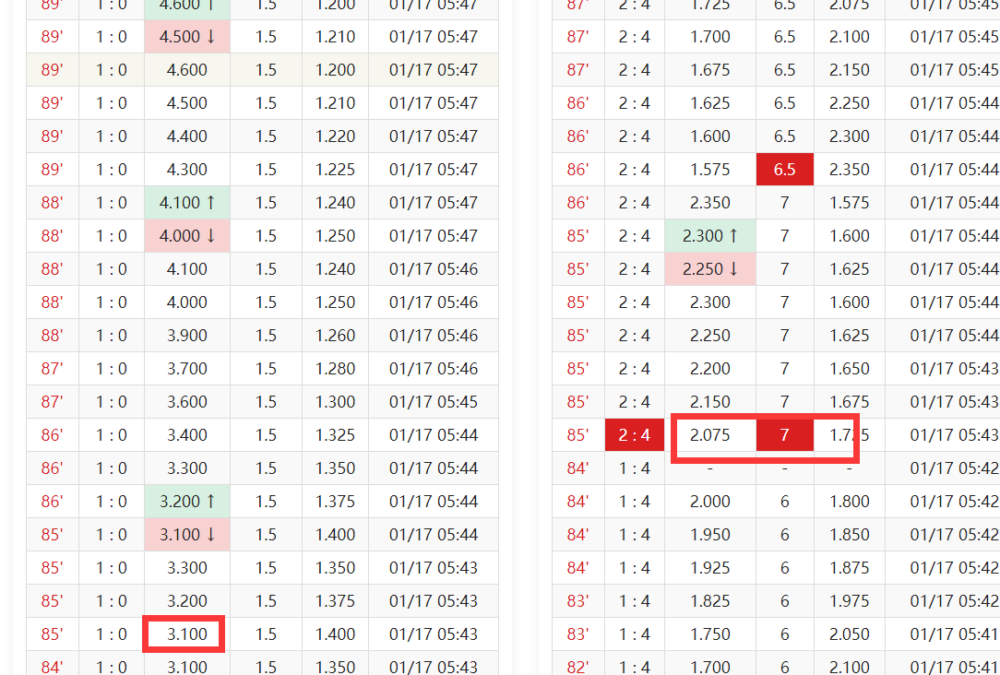 89' 1 : 0 4.600 ↑ 1.5 1.200 01/17 05:47
89' 1 : 0 4.500 ↓ 1.5 1.210 01/17 05:47
89' 1 : 0 4.600 1.5 1.200 01/17 05:47
89' 1 : 0 4.500 1.5 1.210 01/17 05:47
89' 1 : 0 4.400 1.5 1.220 01/17 05:47
89' 1 : 0 4.300 1.5 1.225 01/17 05:47
88' 1 : 0 4.100 ↑ 1.5 1.240 01/17 05:47
88' 1 : 0 4.000 ↓ 1.5 1.250 01/17 05:47
88' 1 : 0 4.100 1.5 1.240 01/17 05:46
88' 1 : 0 4.000 1.5 1.250 01/17 05:46
88' 1 : 0 3.900 1.5 1.260 01/17 05:46
87' 1 : 0 3.700 1.5 1.280 01/17 05:46
87' 1 : 0 3.600 1.5 1.300 01/17 05:45
86' 1 : 0 3.400 1.5 1.325 01/17 05:44
86' 1 : 0 3.300 1.5 1.350 01/17 05:44
86' 1 : 0 3.200 ↑ 1.5 1.375 01/17 05:44
85' 1 : 0 3.100 ↓ 1.5 1.400 01/17 05:44
85' 1 : 0 3.300 1.5 1.350 01/17 05:43
85' 1 : 0 3.200 1.5 1.375 01/17 05:43
85' 1 : 0 3.100 1.5 1.400 01/17 05:43
84' 1 : 0 3.100 1.5 1.350 01/17 05:43
87' 2 : 4 1.725 6.5 2.075 01/17 05:45
87' 2 : 4 1.700 6.5 2.100 01/17 05:45
87' 2 : 4 1.675 6.5 2.150 01/17 05:45
86' 2 : 4 1.625 6.5 2.250 01/17 05:44
86' 2 : 4 1.600 6.5 2.300 01/17 05:44
86' 2 : 4 1.575 6.5 2.350 01/17 05:44
86' 2 : 4 2.350 7 1.575 01/17 05:44
85' 2 : 4 2.300 ↑ 7 1.600 01/17 05:44
85' 2 : 4 2.250 ↓ 7 1.625 01/17 05:44
85' 2 : 4 2.300 7 1.600 01/17 05:44
85' 2 : 4 2.250 7 1.625 01/17 05:44
85' 2 : 4 2.200 7 1.650 01/17 05:43
85' 2 : 4 2.150 7 1.675 01/17 05:43
85' 2 : 4 2.075 7 1.725 01/17 05:43
84' 1 : 4 - - - 01/17 05:42
84' 1 : 4 2.000 6 1.800 01/17 05:42
84' 1 : 4 1.950 6 1.850 01/17 05:42
84' 1 : 4 1.925 6 1.875 01/17 05:42
83' 1 : 4 1.825 6 1.975 01/17 05:42
83' 1 : 4 1.750 6 2.050 01/17 05:41
82' 1 : 4 1.700 6 2.100 01/17 05:41